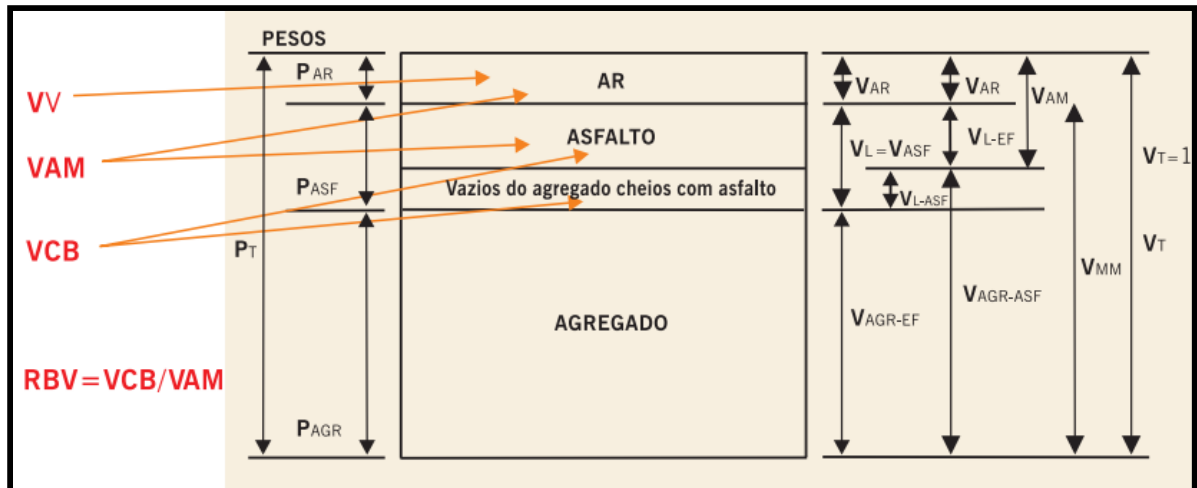 PESOS
PAR
AR
VAR
VAR
VAM
VV
VAM
ASFALTO
VL=VASF
VL-EF
VT=1
PASF
Vazios do agregado cheios com asfalto
VL-ASF
VCB
PT
VMM
VT
VAGR-EF
VAGR-ASF
AGREGADO
RBV=VCB/VAM
PAGR